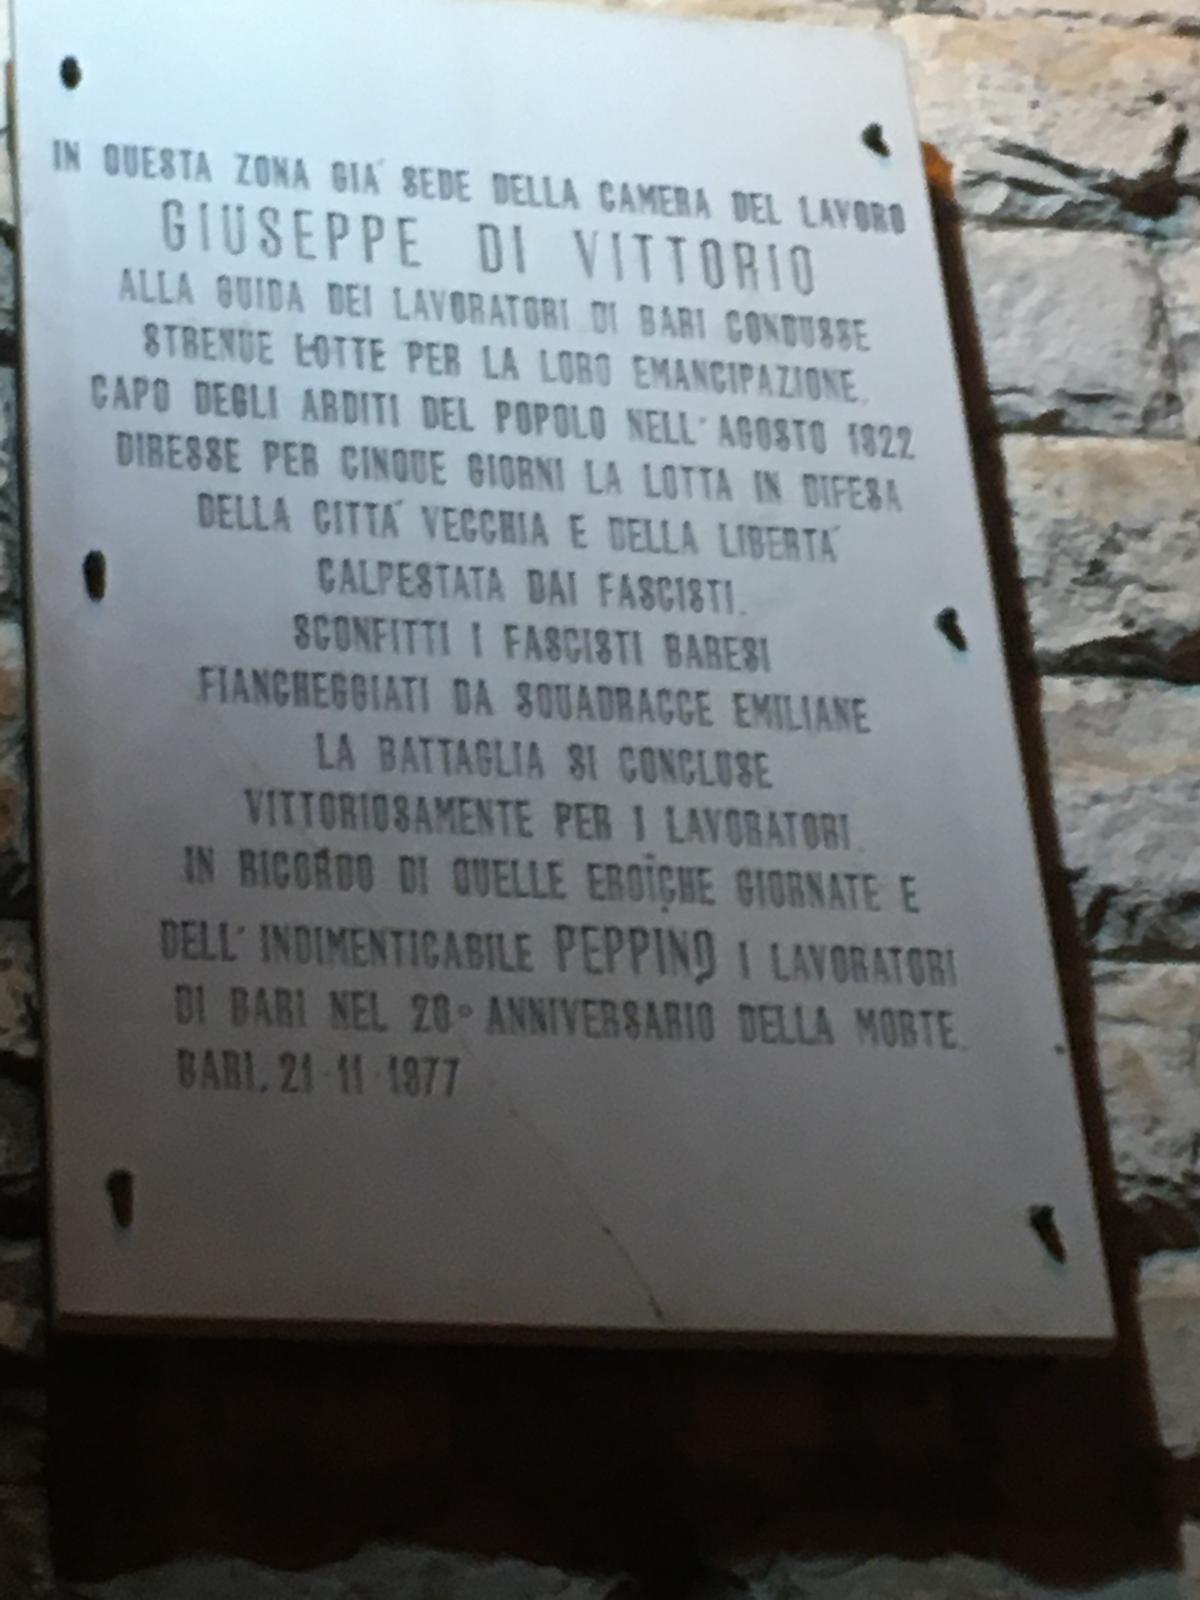 IN QUESTA ZONA GIA' SEDE DELLA CAMERA DEL LAVORO
GIUSEPPE DI VITTORIO
ALLA GUIDA DEI LAVORATORI DI BARI CONDUSSE
STRENUE LOTTE PER LA LORO EMANCIPAZIONE.
CAPO DEGLI ARDITI DEL POPOLO NELL'AGOSTO 1922
DIRESSE PER CINQUE GIORNI LA LOTTA IN DIFESA
DELLA CITTA' VECCHIA E DELLA LIBERTA'
CALPESTATA DAI FASCISTI.
SCONFITTI I FASCISTI BARESI
FIANCHEGGIATI DA SQUADRACCE EMILIANE
LA BATTAGLIA SI CONCLUSE
VITTORIOSAMENTE PER I LAVORATORI.
IN RICORDO DI QUELLE EROICHE GIORNATE E
DELL'INDIMENTICABILE PEPPINO I LAVORATORI
DI BARI NEL 20° ANNIVERSARIO DELLA MORTE.
BARI, 21-11-1977